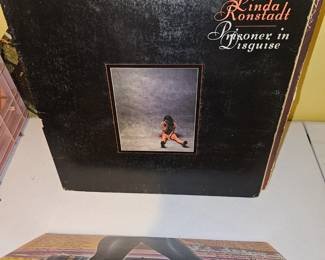 Linda
Ronstadt
Prisoner in
Disguise